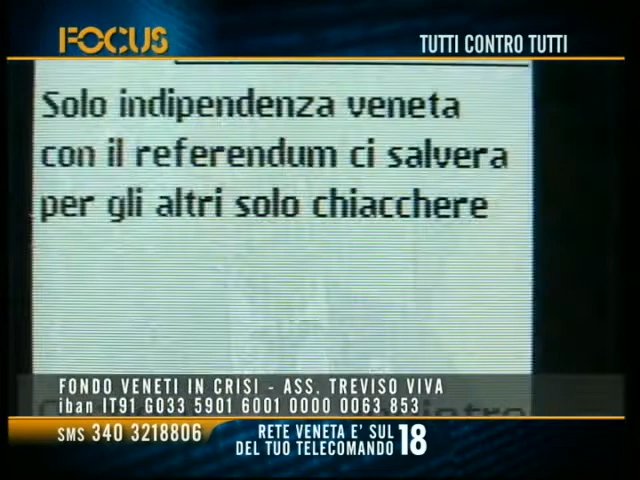 FOCUS
TUTTI CONTRO TUTTI
Solo indipendenza veneta
con il referendum ci salvera
per gli altri solo chiacchere
FONDO VENETI IN CRISI - ASS. TREVISO VIVA
iban IT91 G033 5901 6001 0000 0063 853
SMS 340 3218806
RETE VENETA E' SUL 18
DEL TUO TELECOMANDO